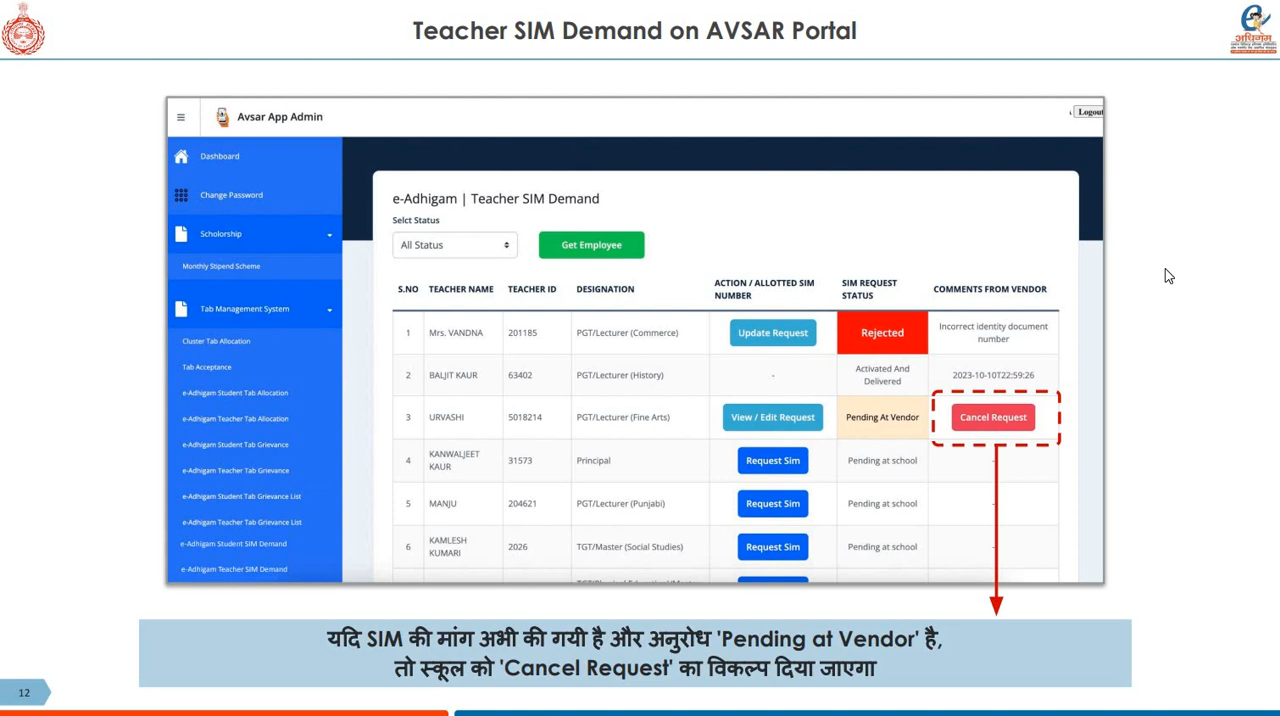 Teacher SIM Demand on AVSAR Portal
अधिगम
Avsar App Admin
Logout
Dashboard
Change Password
Scholorship
Monthly Stipend Scheme
Tab Management System
Cluster Tab Allocation
Tab Acceptance
e-Adhigam Student Tab Allocation
e-Adhigam Teacher Tab Allocation
e-Adhigam Student Tab Grievance
e-Adhigam Teacher Tab Grievance
e-Adhigam Student Tab Grievance List
e-Adhigam Teacher Tab Grievance List
e-Adhigam Student SIM Demand
e-Adhigam Teacher SIM Demand
e-Adhigam | Teacher SIM Demand
Selct Status
All Status Get Employee
S.NO TEACHER NAME TEACHER ID DESIGNATION ACTION / ALLOTTED SIM NUMBER SIM REQUEST STATUS COMMENTS FROM VENDOR
1 Mrs. VANDNA 201185 PGT/Lecturer (Commerce) Update Request Rejected Incorrect identity document number
2 BALJIT KAUR 63402 PGT/Lecturer (History) - Activated And Delivered 2023-10-10T22:59:26
3 URVASHI 5018214 PGT/Lecturer (Fine Arts) View / Edit Request Pending At Vendor Cancel Request
4 KANWALJEET KAUR 31573 Principal Request Sim Pending at school -
5 MANJU 204621 PGT/Lecturer (Punjabi) Request Sim Pending at school -
6 KAMLESH KUMARI 2026 TGT/Master (Social Studies) Request Sim Pending at school -
यदि SIM की मांग अभी की गयी है और अनुरोध 'Pending at Vendor' है,
तो स्कूल को 'Cancel Request' का विकल्प दिया जाएगा
12